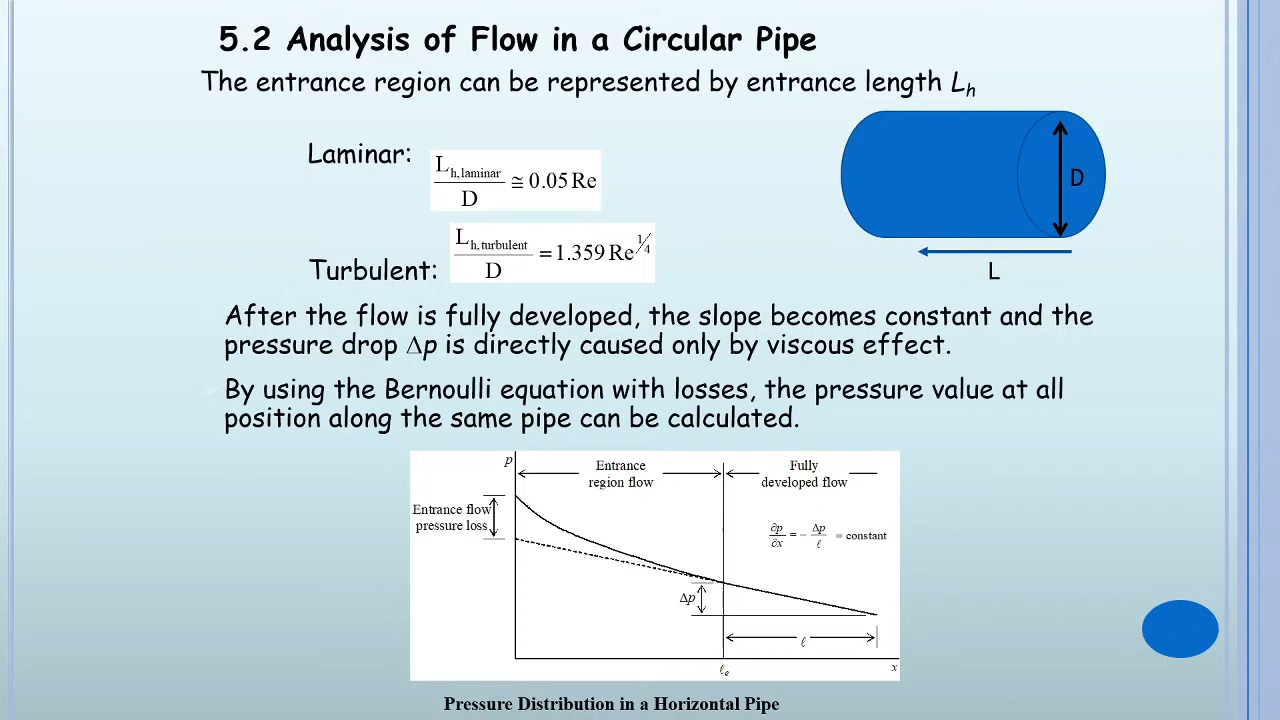 5.2 Analysis of Flow in a Circular Pipe
The entrance region can be represented by entrance length Lh
Laminar:
Lh,laminar / D ≅ 0.05 Re
D
L
Turbulent:
Lh,turbulent / D = 1.359 Re^1/4
After the flow is fully developed, the slope becomes constant and the
pressure drop Δp is directly caused only by viscous effect.
By using the Bernoulli equation with losses, the pressure value at all
position along the same pipe can be calculated.
p
Entrance
region flow
Fully
developed flow
Entrance flow
pressure loss
∂p/∂x = − Δp/ℓ = constant
Δp
ℓ
ℓe
x
Pressure Distribution in a Horizontal Pipe